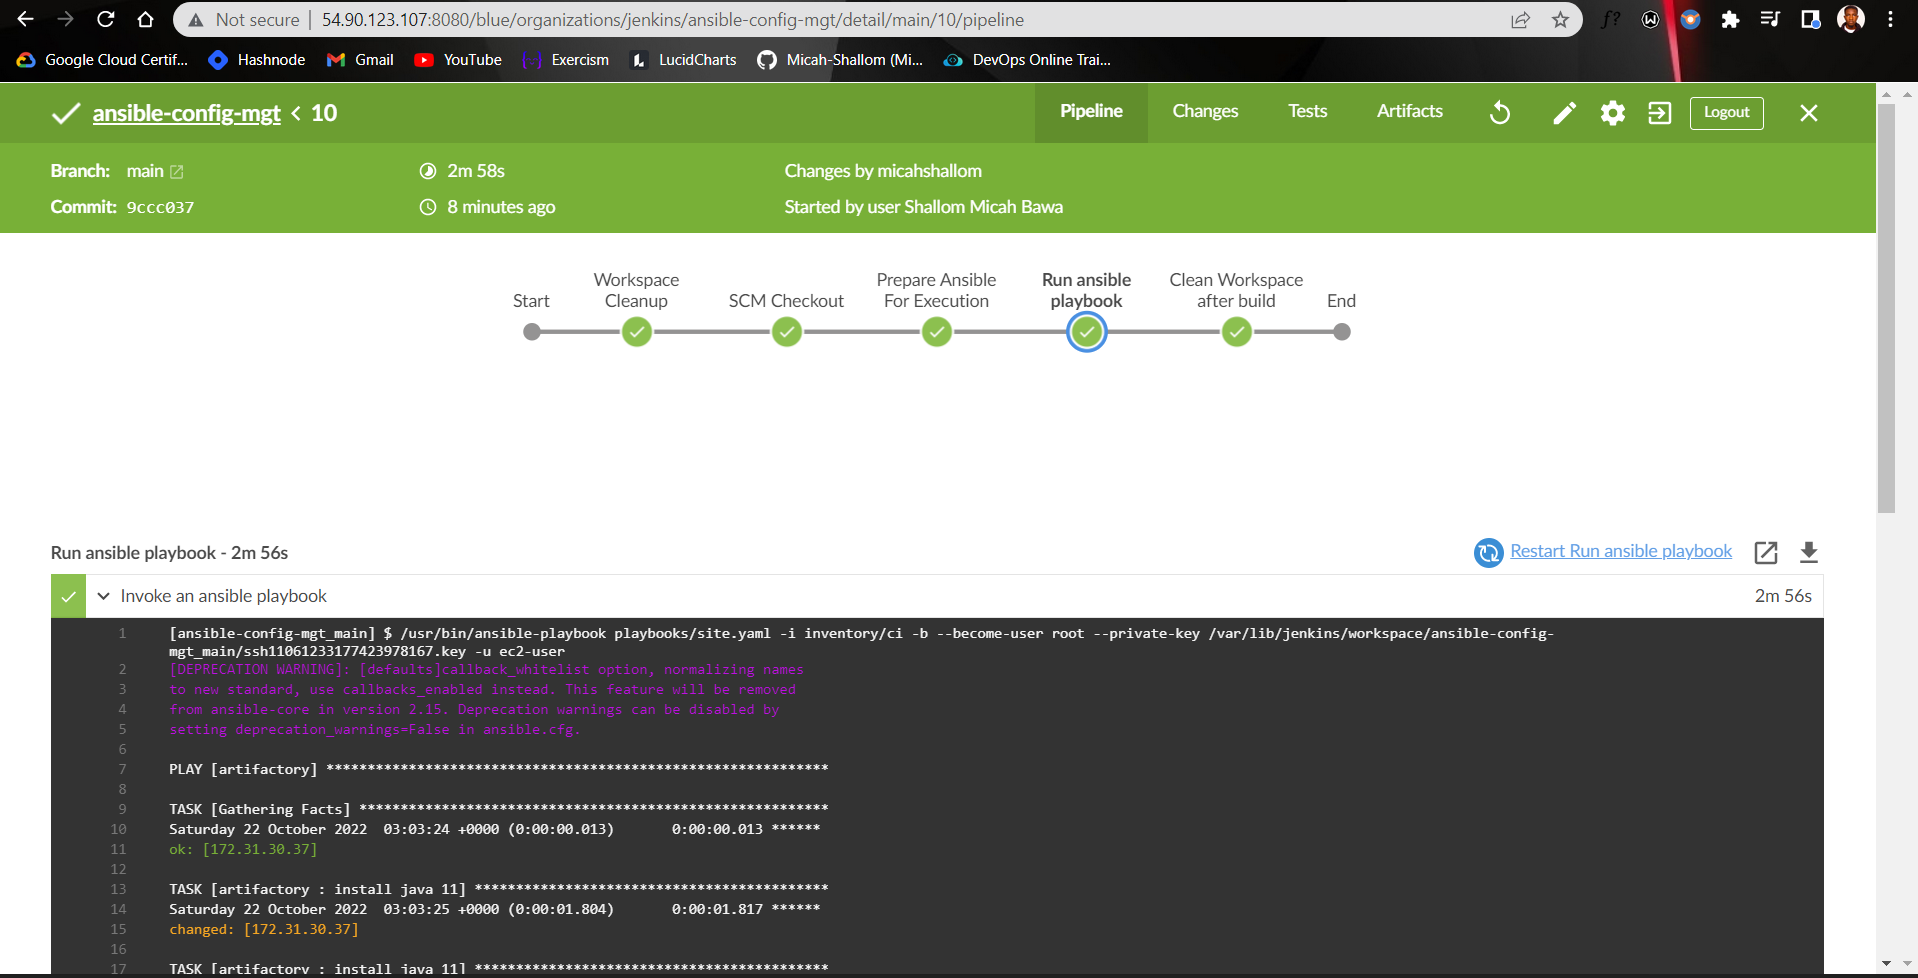 Not secure | 54.90.123.107:8080/blue/organizations/jenkins/ansible-config-mgt/detail/main/10/pipeline
Google Cloud Certif... Hashnode Gmail YouTube Exercism LucidCharts Micah-Shallom (Mi... DevOps Online Trai...
ansible-config-mgt < 10 Pipeline Changes Tests Artifacts Logout
Branch: main 2m 58s Changes by micahshallom
Commit: 9ccc037 8 minutes ago Started by user Shallom Micah Bawa
Start Workspace Cleanup SCM Checkout Prepare Ansible For Execution Run ansible playbook Clean Workspace after build End
Run ansible playbook - 2m 56s Restart Run ansible playbook
Invoke an ansible playbook 2m 56s
1 [ansible-config-mgt_main] $ /usr/bin/ansible-playbook playbooks/site.yaml -i inventory/ci -b --become-user root --private-key /var/lib/jenkins/workspace/ansible-config-
mgt_main/ssh11061233177423978167.key -u ec2-user
2 [DEPRECATION WARNING]: [defaults]callback_whitelist option, normalizing names
3 to new standard, use callbacks_enabled instead. This feature will be removed
4 from ansible-core in version 2.15. Deprecation warnings can be disabled by
5 setting deprecation_warnings=False in ansible.cfg.
6
7 PLAY [artifactory] *************************************************************
8
9 TASK [Gathering Facts] *********************************************************
10 Saturday 22 October 2022  03:03:24 +0000 (0:00:00.013)       0:00:00.013 ******
11 ok: [172.31.30.37]
12
13 TASK [artifactory : install java 11] *******************************************
14 Saturday 22 October 2022  03:03:25 +0000 (0:00:01.804)       0:00:01.817 ******
15 changed: [172.31.30.37]
16
17 TASK [artifactory : install java 11] *******************************************